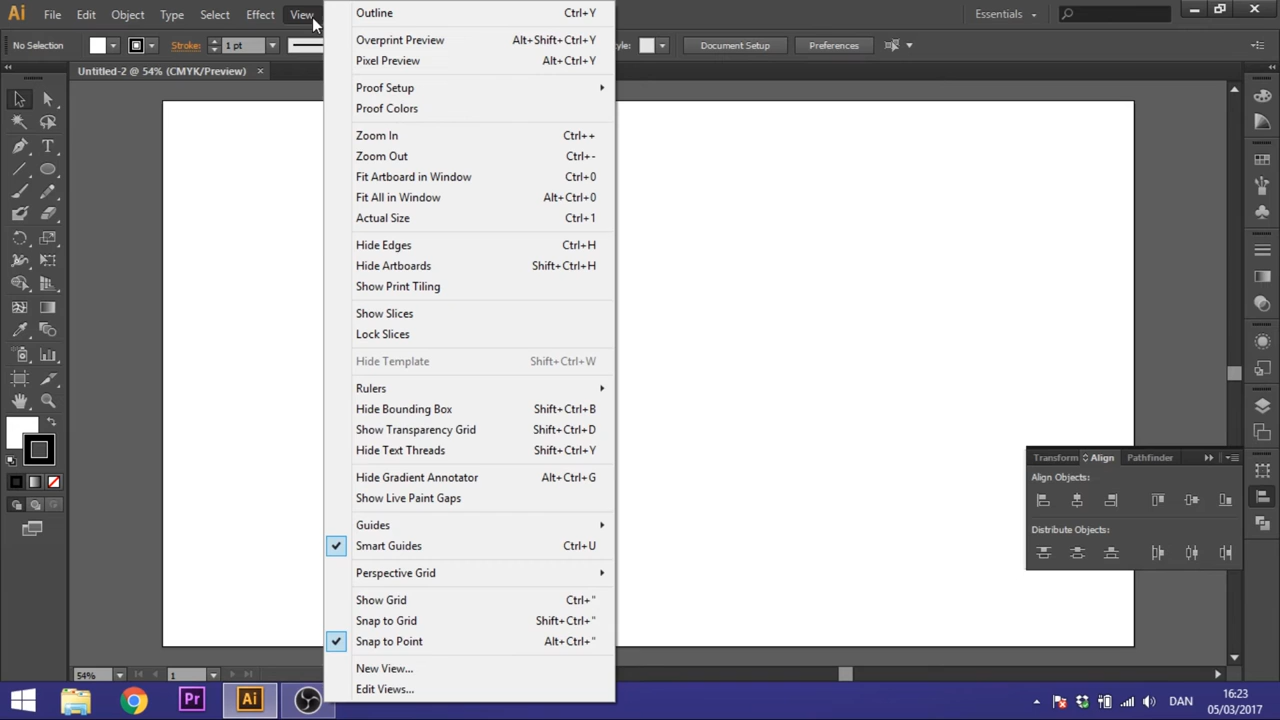 Ai File Edit Object Type Select Effect View Essentials
No Selection Stroke: 1 pt Style: Document Setup Preferences
Untitled-2 @ 54% (CMYK/Preview) ×
Outline Ctrl+Y
Overprint Preview Alt+Shift+Ctrl+Y
Pixel Preview Alt+Ctrl+Y
Proof Setup
Proof Colors
Zoom In Ctrl++
Zoom Out Ctrl+-
Fit Artboard in Window Ctrl+0
Fit All in Window Alt+Ctrl+0
Actual Size Ctrl+1
Hide Edges Ctrl+H
Hide Artboards Shift+Ctrl+H
Show Print Tiling
Show Slices
Lock Slices
Hide Template Shift+Ctrl+W
Rulers
Hide Bounding Box Shift+Ctrl+B
Show Transparency Grid Shift+Ctrl+D
Hide Text Threads Shift+Ctrl+Y
Hide Gradient Annotator Alt+Ctrl+G
Show Live Paint Gaps
Guides
Smart Guides Ctrl+U
Perspective Grid
Show Grid Ctrl+"
Snap to Grid Shift+Ctrl+"
Snap to Point Alt+Ctrl+"
New View...
Edit Views...
Transform Align Pathfinder
Align Objects:
Distribute Objects:
54% 1
Pr Ai DAN 16:23
05/03/2017